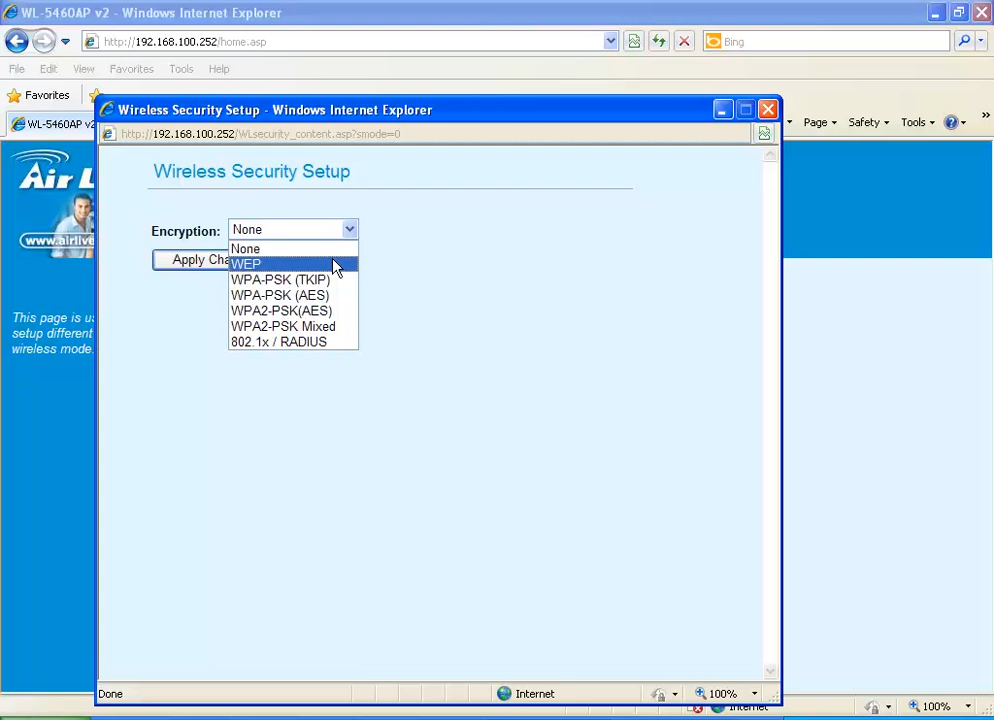 WL-5460AP v2 - Windows Internet Explorer
http://192.168.100.252/home.asp
Bing
File Edit View Favorites Tools Help
Favorites
WL-5460AP v2
Page Safety Tools »
Wireless Security Setup - Windows Internet Explorer
http://192.168.100.252/WLsecurity_content.asp?smode=0
Air L
www.airlive
This page is us
setup different
wireless mode.
Wireless Security Setup
Encryption: None
Apply Cha
None
WEP
WPA-PSK (TKIP)
WPA-PSK (AES)
WPA2-PSK(AES)
WPA2-PSK Mixed
802.1x / RADIUS
Done Internet 100%
Internet 100%